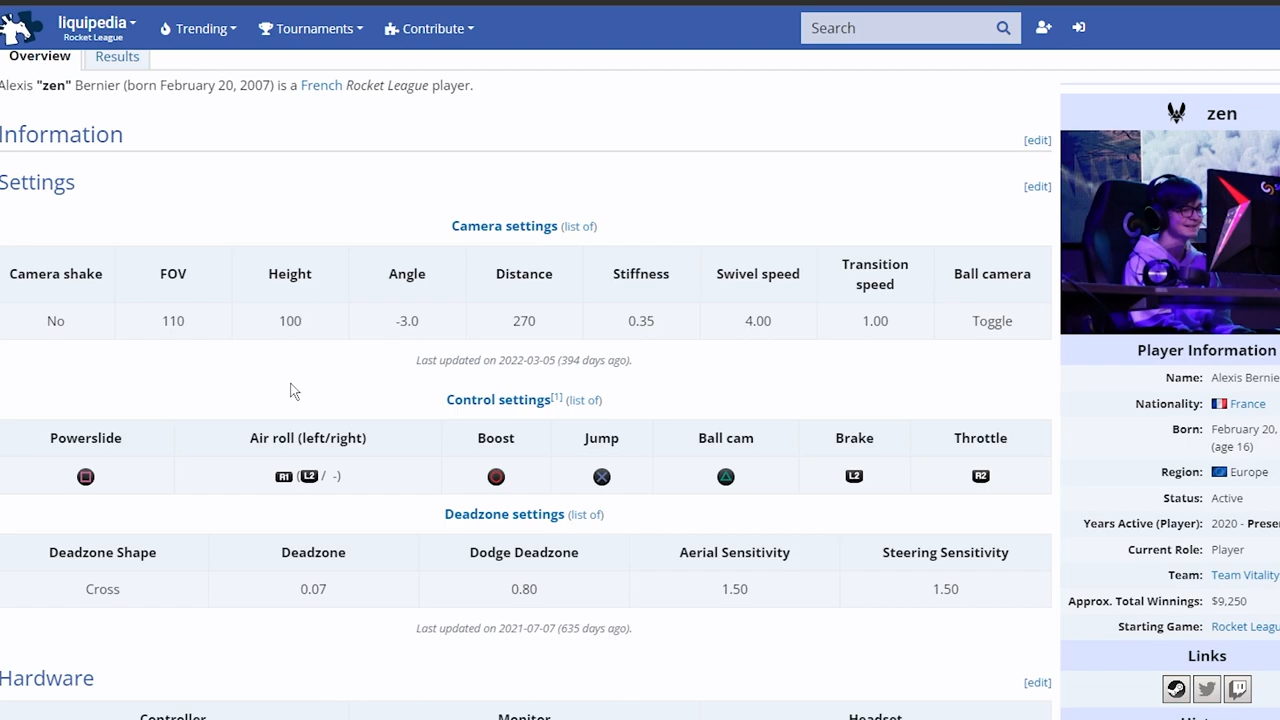 liquipedia
Rocket League
Trending
Tournaments
Contribute
Search
Overview
Results
Alexis "zen" Bernier (born February 20, 2007) is a French Rocket League player.
Information
[edit]
Settings
[edit]
Camera settings (list of)
Camera shake FOV Height Angle Distance Stiffness Swivel speed Transition speed Ball camera
No 110 100 -3.0 270 0.35 4.00 1.00 Toggle
Last updated on 2022-03-05 (394 days ago).
Control settings[1] (list of)
Powerslide Air roll (left/right) Boost Jump Ball cam Brake Throttle
R1 (L2 / -) L2 R2
Deadzone settings (list of)
Deadzone Shape Deadzone Dodge Deadzone Aerial Sensitivity Steering Sensitivity
Cross 0.07 0.80 1.50 1.50
Last updated on 2021-07-07 (635 days ago).
Hardware
[edit]
Controller Monitor Headset
zen
Player Information
Name: Alexis Bernie
Nationality: France
Born: February 20,
(age 16)
Region: Europe
Status: Active
Years Active (Player): 2020 - Prese
Current Role: Player
Team: Team Vitality
Approx. Total Winnings: $9,250
Starting Game: Rocket Leagu
Links